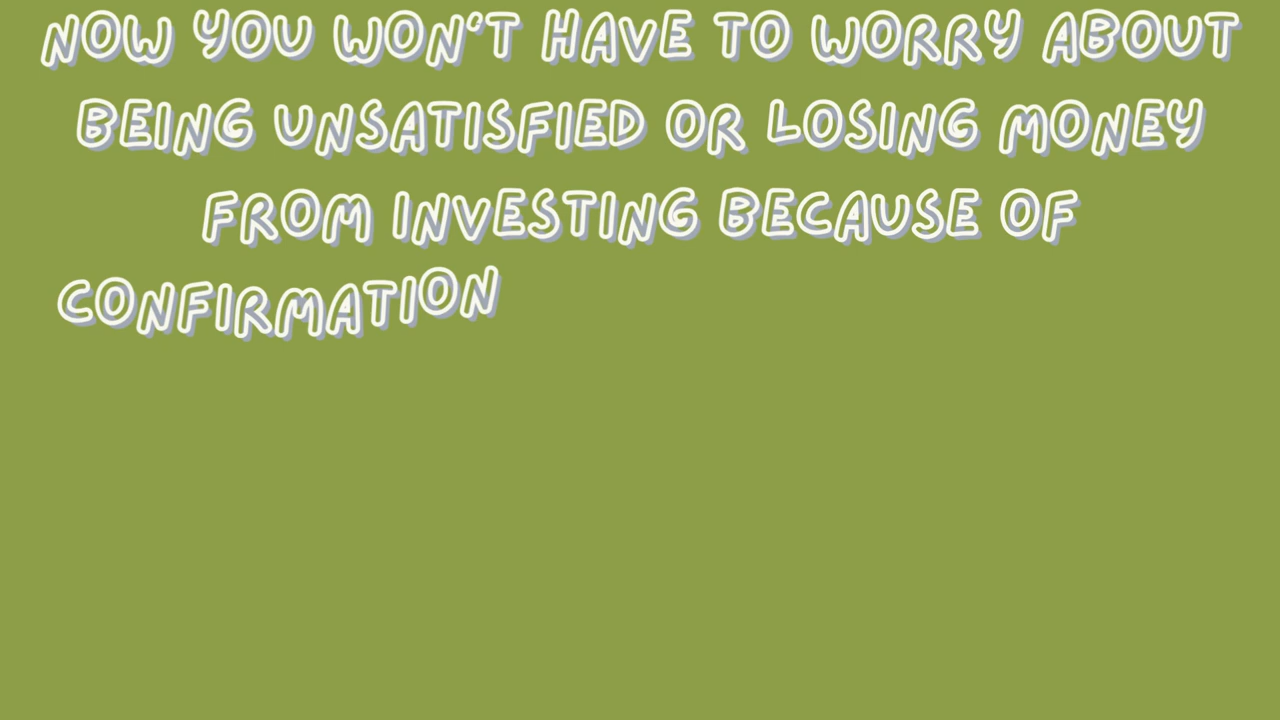 NOW YOU WON'T HAVE TO WORRY ABOUT
BEING UNSATISFIED OR LOSING MONEY
FROM INVESTING BECAUSE OF
CONFIRMATION